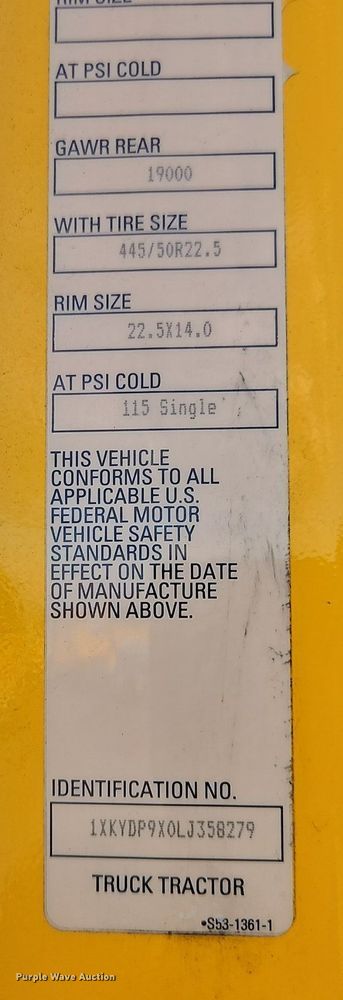 RIM SIZE
AT PSI COLD
GAWR REAR
19000
WITH TIRE SIZE
445/50R22.5
RIM SIZE
22.5X14.0
AT PSI COLD
115 Single
THIS VEHICLE
CONFORMS TO ALL
APPLICABLE U.S.
FEDERAL MOTOR
VEHICLE SAFETY
STANDARDS IN
EFFECT ON THE DATE
OF MANUFACTURE
SHOWN ABOVE.
IDENTIFICATION NO.
1XKYDP9X0LJ358279
TRUCK TRACTOR
•S53-1361-1
Purple Wave Auction